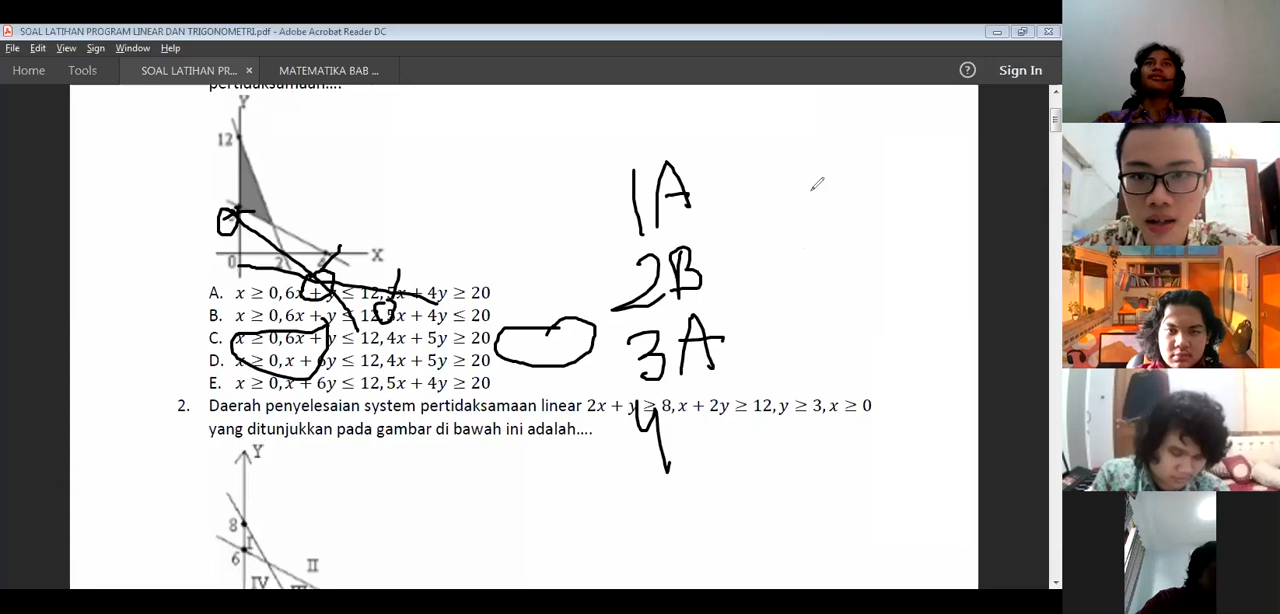 SOAL LATIHAN PROGRAM LINEAR DAN TRIGONOMETRI.pdf - Adobe Acrobat Reader DC
File Edit View Sign Window Help
Home Tools SOAL LATIHAN PR... × MATEMATIKA BAB ... ? Sign In
pertidaksamaan....
Y
12
0 2 4 X
A. x ≥ 0, 6x + y ≤ 12, 5x + 4y ≥ 20
B. x ≥ 0, 6x + y ≤ 12, 5x + 4y ≤ 20
C. x ≥ 0, 6x + y ≤ 12, 4x + 5y ≥ 20
D. x ≥ 0, x + 6y ≤ 12, 4x + 5y ≥ 20
E. x ≥ 0, x + 6y ≤ 12, 5x + 4y ≥ 20
2. Daerah penyelesaian system pertidaksamaan linear 2x + y ≥ 8, x + 2y ≥ 12, y ≥ 3, x ≥ 0
yang ditunjukkan pada gambar di bawah ini adalah....
Y
8
I
6
II
IV
1A
2B
3A
4